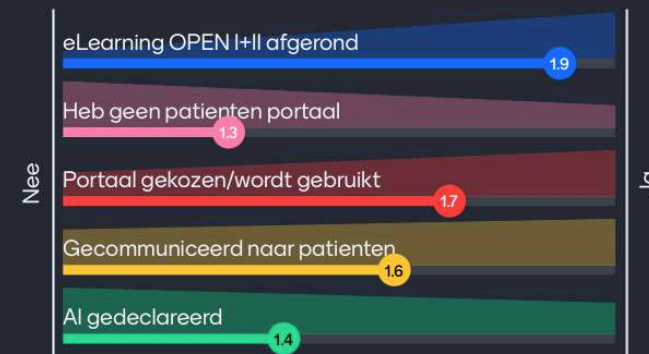 eLearning OPEN I+II afgerond
1.9
Heb geen patienten portaal
1.3
Nee
Portaal gekozen/wordt gebruikt
1.7
Gecommuniceerd naar patienten
1.6
Al gedeclareerd
1.4